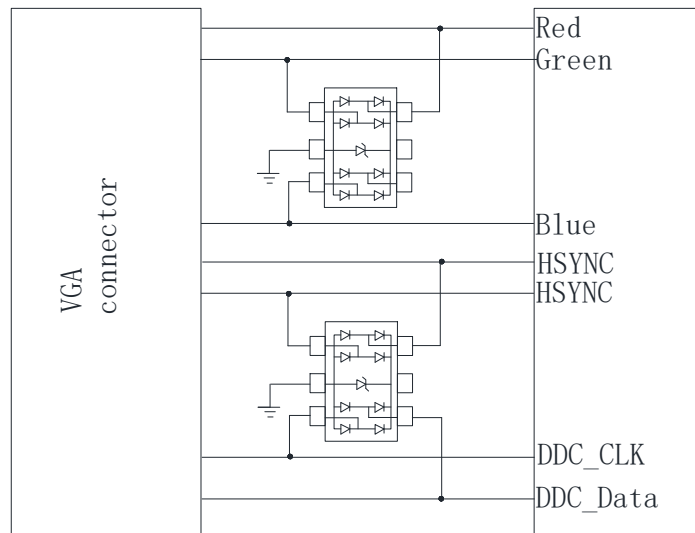 Red
Green
VGA
connector
Blue
HSYNC
HSYNC
DDC_CLK
DDC_Data